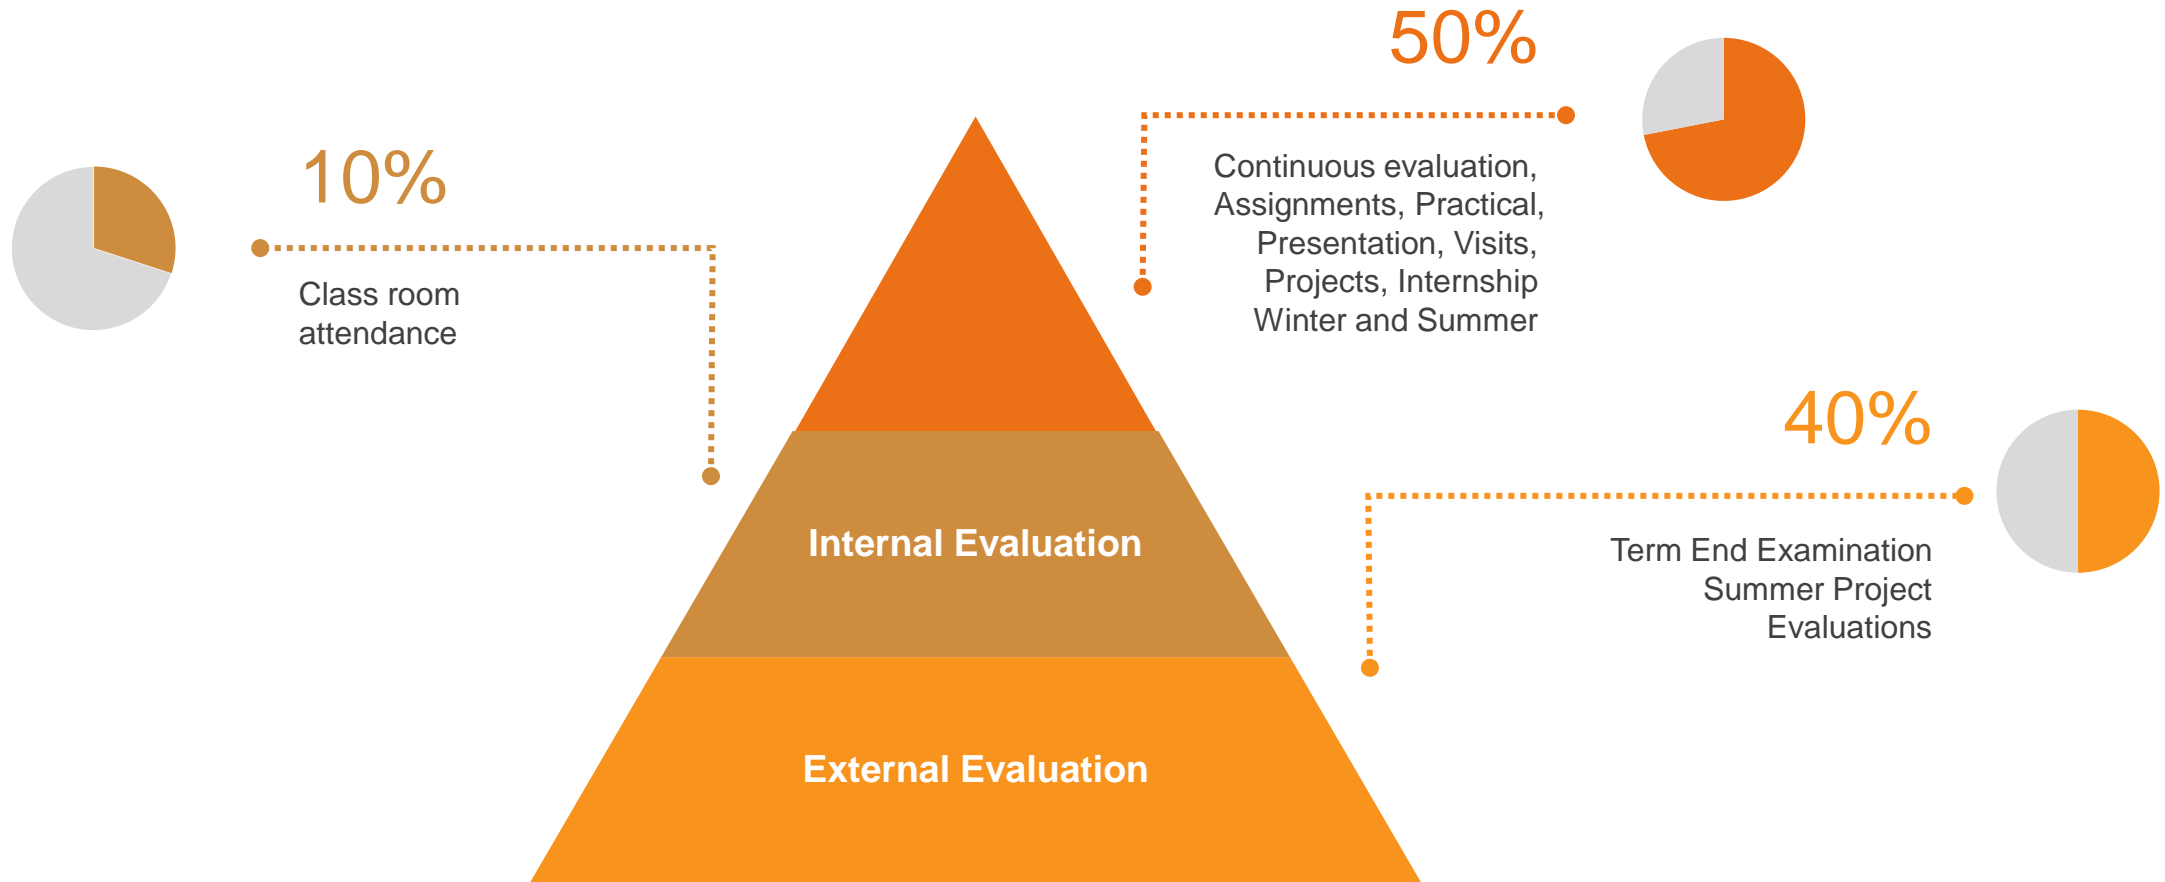 50%
10%
Continuous evaluation,
Assignments, Practical,
Presentation, Visits,
Projects, Internship
Winter and Summer
Class room
attendance
40%
Term End Examination
Summer Project
Evaluations
Internal Evaluation
External Evaluation